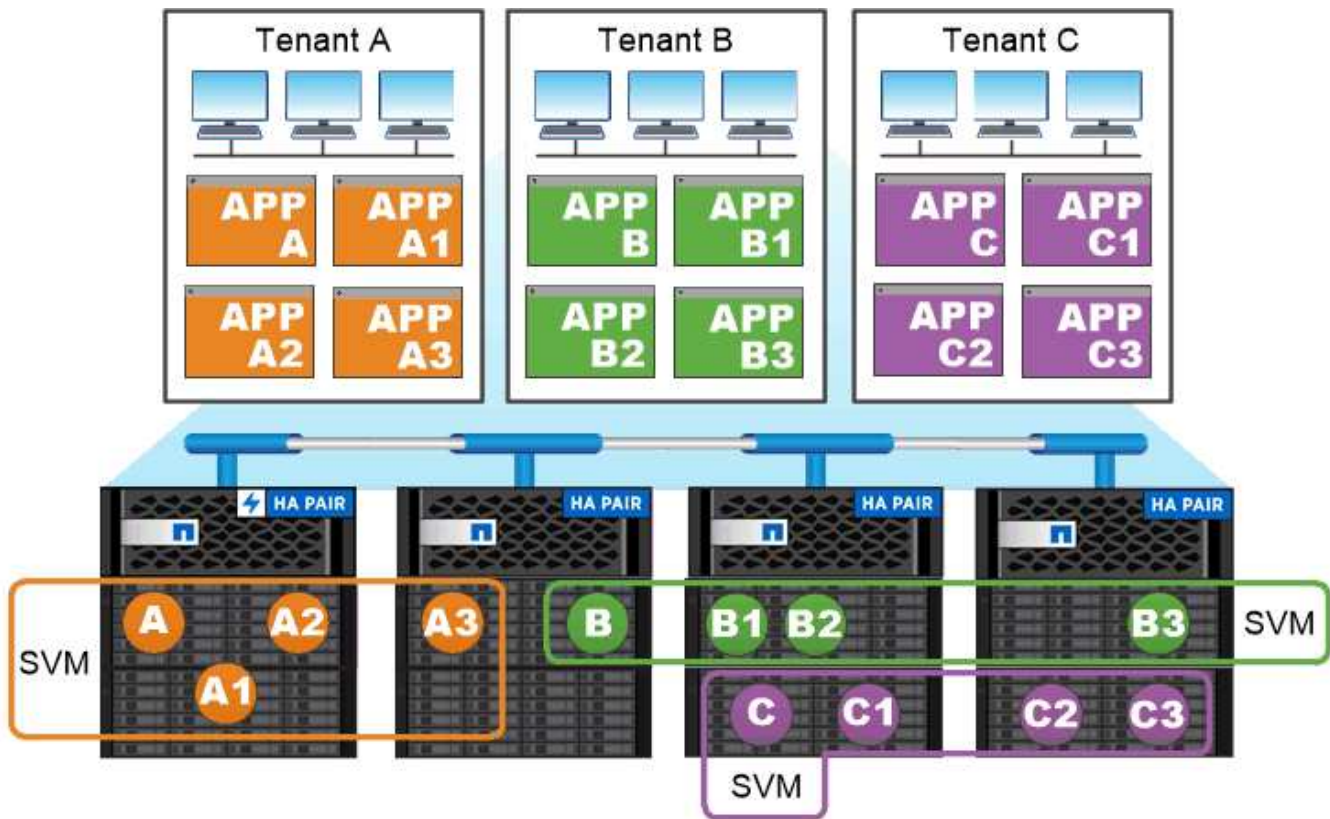 Tenant A
Tenant B
Tenant C
APP
A
APP
A1
APP
B
APP
B1
APP
C
APP
C1
APP
A2
APP
A3
APP
B2
APP
B3
APP
C2
APP
C3
HA PAIR
HA PAIR
HA PAIR
HA PAIR
A
A2
A3
B
B1
B2
B3
SVM
SVM
A1
C
C1
C2
C3
SVM